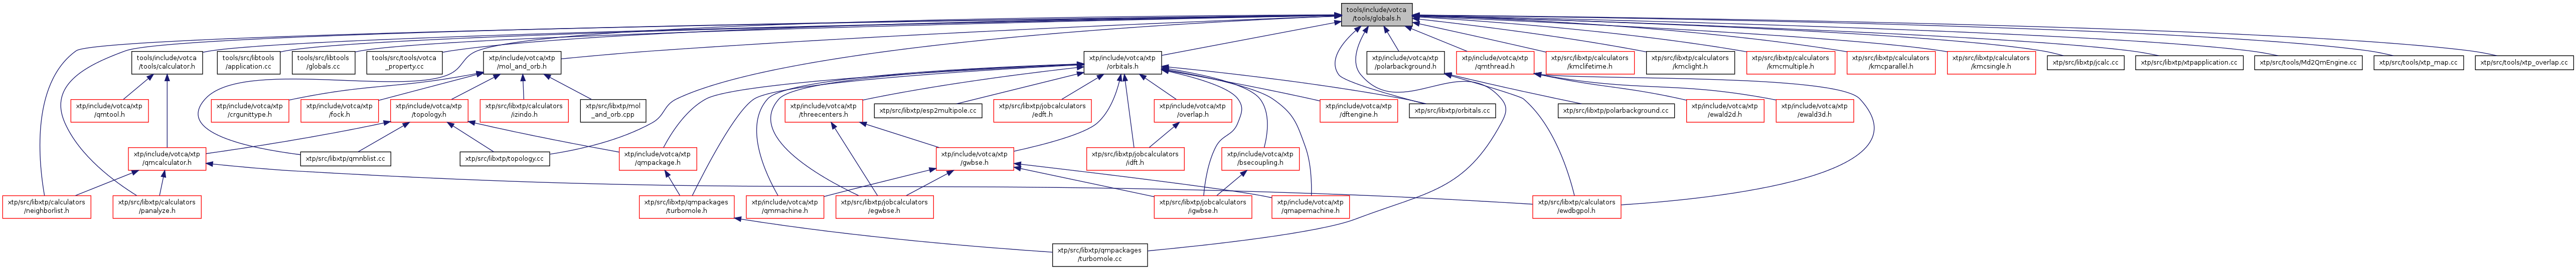 tools/include/votca
/tools/globals.h
tools/include/votca
/tools/calculator.h
tools/src/libtools
/application.cc
tools/src/libtools
/globals.cc
tools/src/tools/votca
_property.cc
xtp/include/votca/xtp
/mol_and_orb.h
xtp/include/votca/xtp
/orbitals.h
xtp/include/votca/xtp
/polarbackground.h
xtp/include/votca/xtp
/qmthread.h
xtp/src/libxtp/calculators
/kmclifetime.h
xtp/src/libxtp/calculators
/kmclight.h
xtp/src/libxtp/calculators
/kmcmultiple.h
xtp/src/libxtp/calculators
/kmcparallel.h
xtp/src/libxtp/calculators
/kmcsingle.h
xtp/src/libxtp/jcalc.cc
xtp/src/libxtp/xtpapplication.cc
xtp/src/tools/Md2QmEngine.cc
xtp/src/tools/xtp_map.cc
xtp/src/tools/xtp_overlap.cc
xtp/include/votca/xtp
/qmtool.h
xtp/include/votca/xtp
/crgunittype.h
xtp/include/votca/xtp
/fock.h
xtp/include/votca/xtp
/topology.h
xtp/src/libxtp/calculators
/izindo.h
xtp/src/libxtp/mol
_and_orb.cpp
xtp/include/votca/xtp
/threecenters.h
xtp/src/libxtp/esp2multipole.cc
xtp/src/libxtp/jobcalculators
/edft.h
xtp/include/votca/xtp
/overlap.h
xtp/include/votca/xtp
/dftengine.h
xtp/src/libxtp/orbitals.cc
xtp/src/libxtp/polarbackground.cc
xtp/include/votca/xtp
/ewald2d.h
xtp/include/votca/xtp
/ewald3d.h
xtp/include/votca/xtp
/qmcalculator.h
xtp/src/libxtp/qmnblist.cc
xtp/src/libxtp/topology.cc
xtp/include/votca/xtp
/qmpackage.h
xtp/include/votca/xtp
/gwbse.h
xtp/src/libxtp/jobcalculators
/idft.h
xtp/include/votca/xtp
/bsecoupling.h
xtp/src/libxtp/calculators
/neighborlist.h
xtp/src/libxtp/calculators
/panalyze.h
xtp/src/libxtp/qmpackages
/turbomole.h
xtp/include/votca/xtp
/qmmachine.h
xtp/src/libxtp/jobcalculators
/egwbse.h
xtp/src/libxtp/jobcalculators
/igwbse.h
xtp/include/votca/xtp
/qmapemachine.h
xtp/src/libxtp/calculators
/ewdbgpol.h
xtp/src/libxtp/qmpackages
/turbomole.cc